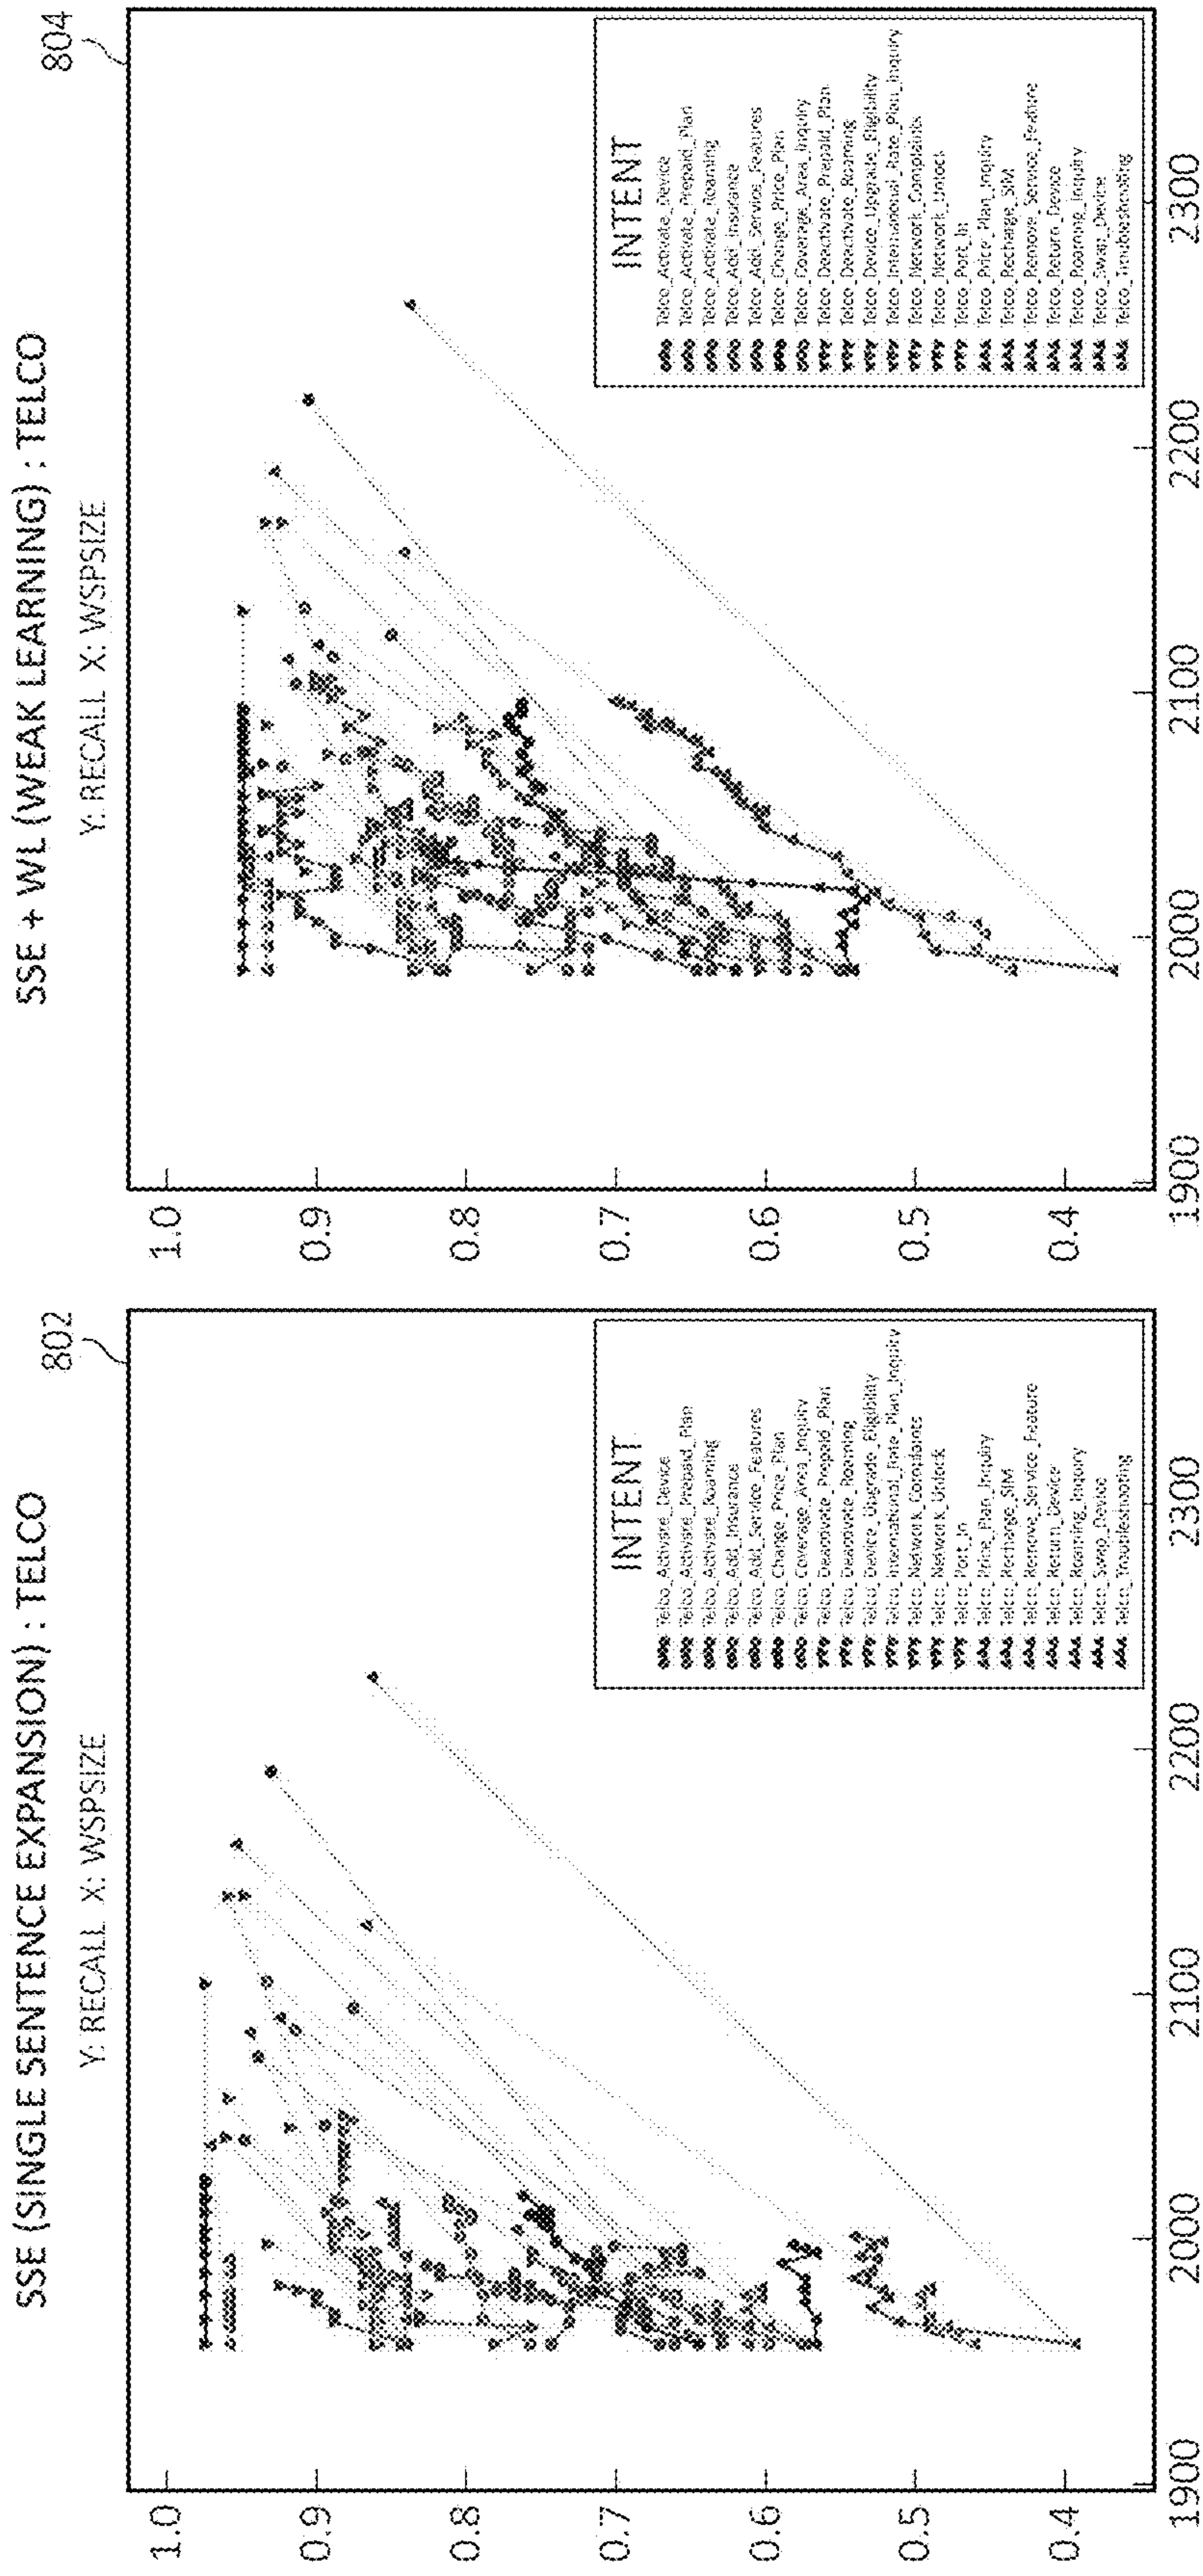 SSE (SINGLE SENTENCE EXPANSION) : TELCO
Y: RECALL X: WSPSIZE
802
1.0
0.9
0.8
0.7
0.6
0.5
0.4
1900
2000
2100
2200
2300
INTENT
Telco_Activate_Device
Telco_Activate_Prepaid_Plan
Telco_Activate_Roaming
Telco_Add_Insurance
Telco_Add_Service_Features
Telco_Change_Price_Plan
Telco_Coverage_Area_Inquiry
Telco_Deactivate_Prepaid_Plan
Telco_Deactivate_Roaming
Telco_Device_Upgrade_Eligibility
Telco_International_Rate_Plan_Inquiry
Telco_Network_Complaints
Telco_Network_Unlock
Telco_Port_In
Telco_Price_Plan_Inquiry
Telco_Recharge_SIM
Telco_Remove_Service_Feature
Telco_Return_Device
Telco_Roaming_Inquiry
Telco_Swap_Device
Telco_Troubleshooting
SSE + WL (WEAK LEARNING) : TELCO
Y: RECALL X: WSPSIZE
804
1.0
0.9
0.8
0.7
0.6
0.5
0.4
1900
2000
2100
2200
2300
INTENT
Telco_Activate_Device
Telco_Activate_Prepaid_Plan
Telco_Activate_Roaming
Telco_Add_Insurance
Telco_Add_Service_Features
Telco_Change_Price_Plan
Telco_Coverage_Area_Inquiry
Telco_Deactivate_Prepaid_Plan
Telco_Deactivate_Roaming
Telco_Device_Upgrade_Eligibility
Telco_International_Rate_Plan_Inquiry
Telco_Network_Complaints
Telco_Network_Unlock
Telco_Port_In
Telco_Price_Plan_Inquiry
Telco_Recharge_SIM
Telco_Remove_Service_Feature
Telco_Return_Device
Telco_Roaming_Inquiry
Telco_Swap_Device
Telco_Troubleshooting